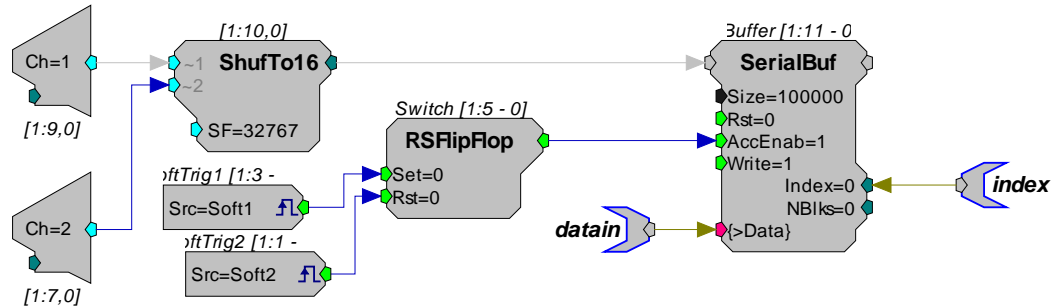 [1:10,0]
Buffer [1:11 - 0
Ch=1
~1
ShufTo16
SerialBuf
~2
Size=100000
[1:9,0]
SF=32767
Switch [1:5 - 0]
Rst=0
RSFlipFlop
AccEnab=1
Write=1
oftTrig1 [1:3 -
Set=0
Index=0
index
Src=Soft1
Rst=0
NBlks=0
Ch=2
datain
{>Data}
oftTrig2 [1:1 -
Src=Soft2
[1:7,0]